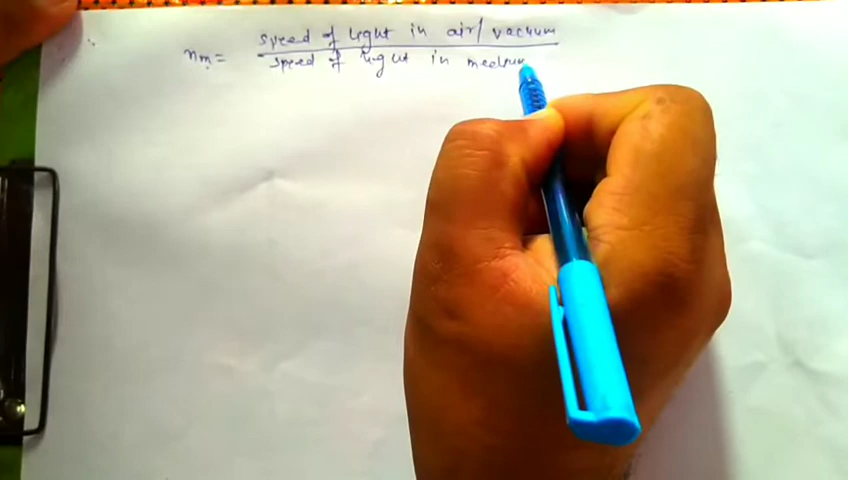 nm = speed of light in air/vacuum
speed of light in medium